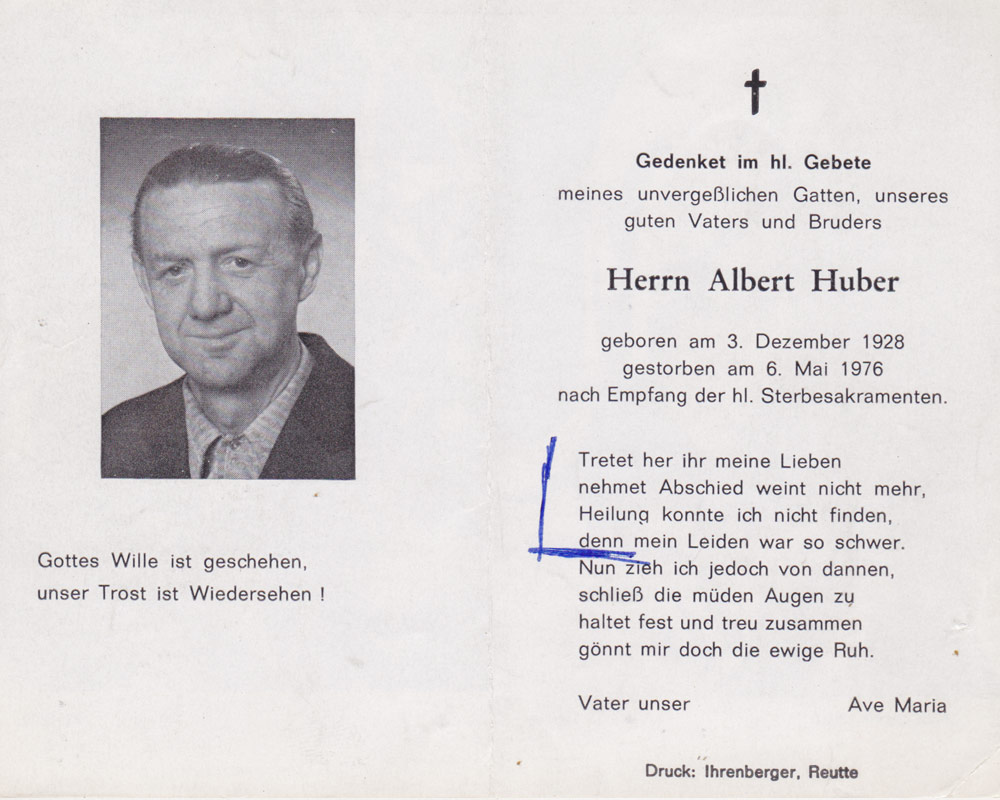 Gottes Wille ist geschehen,
unser Trost ist Wiedersehen !
Gedenket im hl. Gebete
meines unvergeßlichen Gatten, unseres
guten Vaters und Bruders
Herrn Albert Huber
geboren am 3. Dezember 1928
gestorben am 6. Mai 1976
nach Empfang der hl. Sterbesakramenten.
Tretet her ihr meine Lieben
nehmet Abschied weint nicht mehr,
Heilung konnte ich nicht finden,
denn mein Leiden war so schwer.
Nun zieh ich jedoch von dannen,
schließ die müden Augen zu
haltet fest und treu zusammen
gönnt mir doch die ewige Ruh.
Vater unser Ave Maria
Druck: Ihrenberger, Reutte